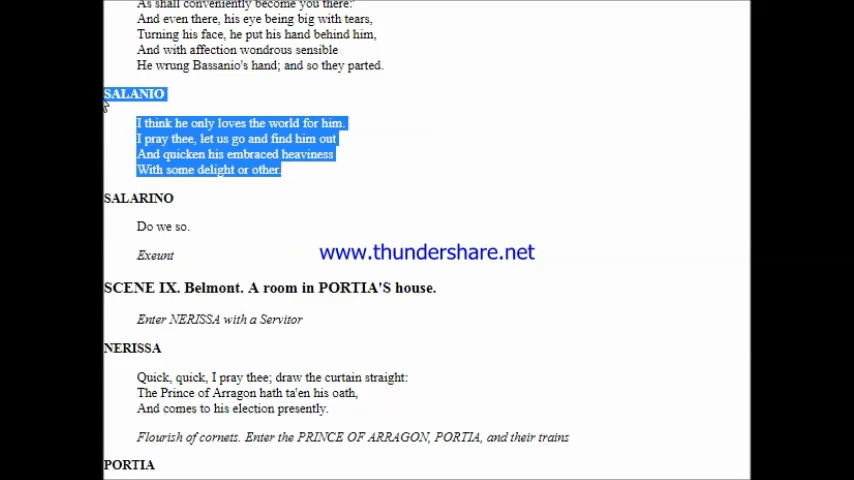 As shall conveniently become you there:'
And even there, his eye being big with tears,
Turning his face, he put his hand behind him,
And with affection wondrous sensible
He wrung Bassanio's hand; and so they parted.
SALANIO
I think he only loves the world for him.
I pray thee, let us go and find him out
And quicken his embraced heaviness
With some delight or other.
SALARINO
Do we so.
Exeunt
www.thundershare.net
SCENE IX. Belmont. A room in PORTIA'S house.
Enter NERISSA with a Servitor
NERISSA
Quick, quick, I pray thee; draw the curtain straight:
The Prince of Arragon hath ta'en his oath,
And comes to his election presently.
Flourish of cornets. Enter the PRINCE OF ARRAGON, PORTIA, and their trains
PORTIA